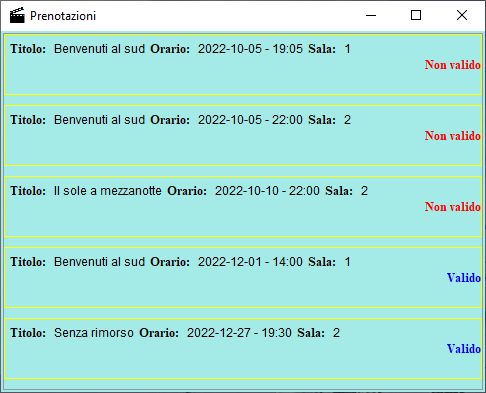 Prenotazioni
Titolo: Benvenuti al sud Orario: 2022-10-05 - 19:05 Sala: 1
Non valido
Titolo: Benvenuti al sud Orario: 2022-10-05 - 22:00 Sala: 2
Non valido
Titolo: Il sole a mezzanotte Orario: 2022-10-10 - 22:00 Sala: 2
Non valido
Titolo: Benvenuti al sud Orario: 2022-12-01 - 14:00 Sala: 1
Valido
Titolo: Senza rimorso Orario: 2022-12-27 - 19:30 Sala: 2
Valido